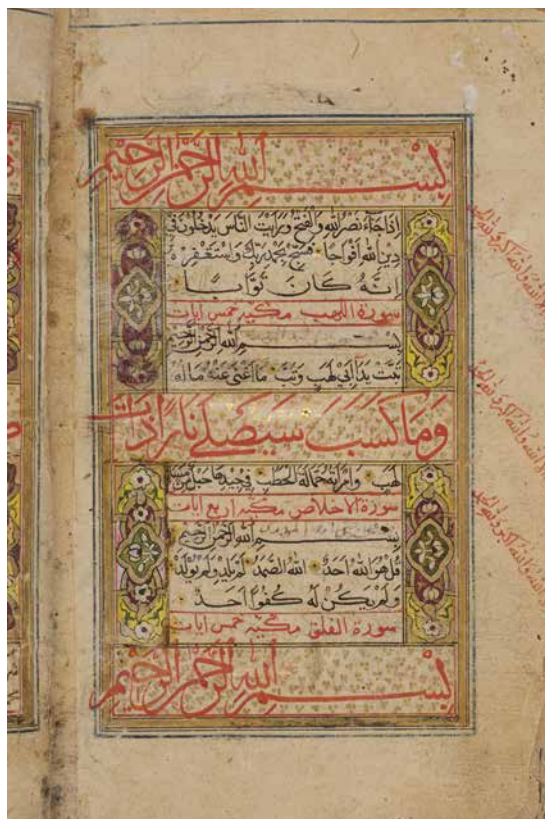 بسم الله الرحمن الرحيم
اذا جاء نصر الله والفتح ورايت الناس يدخلون في
دين الله افواجا فسبح بحمد ربك واستغفره
انه كان توابا
سورة اللهب مكية خمس ايات
بسم الله الرحمن الرحيم
تبت يدا ابي لهب وتب ما اغنى عنه ماله
وما كسب سيصلى نارا ذات
لهب وامراته حمالة الحطب في جيدها حبل من مسد
سورة الاخلاص مكية اربع ايات
بسم الله الرحمن الرحيم
قل هو الله احد الله الصمد لم يلد ولم يولد
ولم يكن له كفوا احد
سورة الفلق مكية خمس ايات
بسم الله الرحمن الرحيم